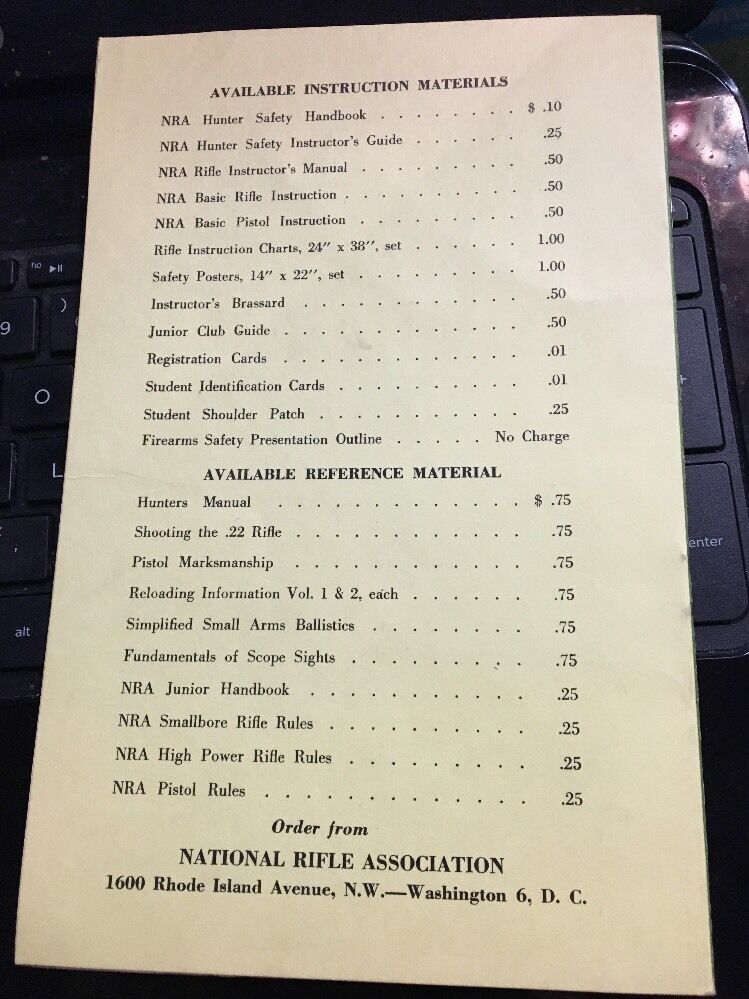 AVAILABLE INSTRUCTION MATERIALS
NRA Hunter Safety Handbook . . . . . . . . $ .10
NRA Hunter Safety Instructor's Guide . . . . . .25
NRA Rifle Instructor's Manual . . . . . . . .50
NRA Basic Rifle Instruction . . . . . . . . .50
NRA Basic Pistol Instruction . . . . . . . .50
Rifle Instruction Charts, 24" x 38", set . . . . . . 1.00
Safety Posters, 14" x 22", set . . . . . . . . 1.00
Instructor's Brassard . . . . . . . . . . .50
Junior Club Guide . . . . . . . . . . . .50
Registration Cards . . . . . . . . . . . .01
Student Identification Cards . . . . . . . . .01
Student Shoulder Patch . . . . . . . . . .25
Firearms Safety Presentation Outline . . . . . No Charge
AVAILABLE REFERENCE MATERIAL
Hunters Manual . . . . . . . . . . . $ .75
Shooting the .22 Rifle . . . . . . . . . . .75
Pistol Marksmanship . . . . . . . . . . .75
Reloading Information Vol. 1 & 2, each . . . . . .75
Simplified Small Arms Ballistics . . . . . . .75
Fundamentals of Scope Sights . . . . . . . .75
NRA Junior Handbook . . . . . . . . . .25
NRA Smallbore Rifle Rules . . . . . . . . .25
NRA High Power Rifle Rules . . . . . . . .25
NRA Pistol Rules . . . . . . . . . . . .25
Order from
NATIONAL RIFLE ASSOCIATION
1600 Rhode Island Avenue, N.W.—Washington 6, D. C.
no
9
)
O
L
,
alt
+
enter